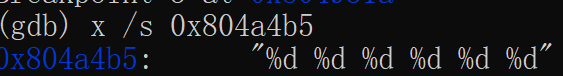 (gdb) x /s 0x804a4b5
0x804a4b5: "%d %d %d %d %d %d"